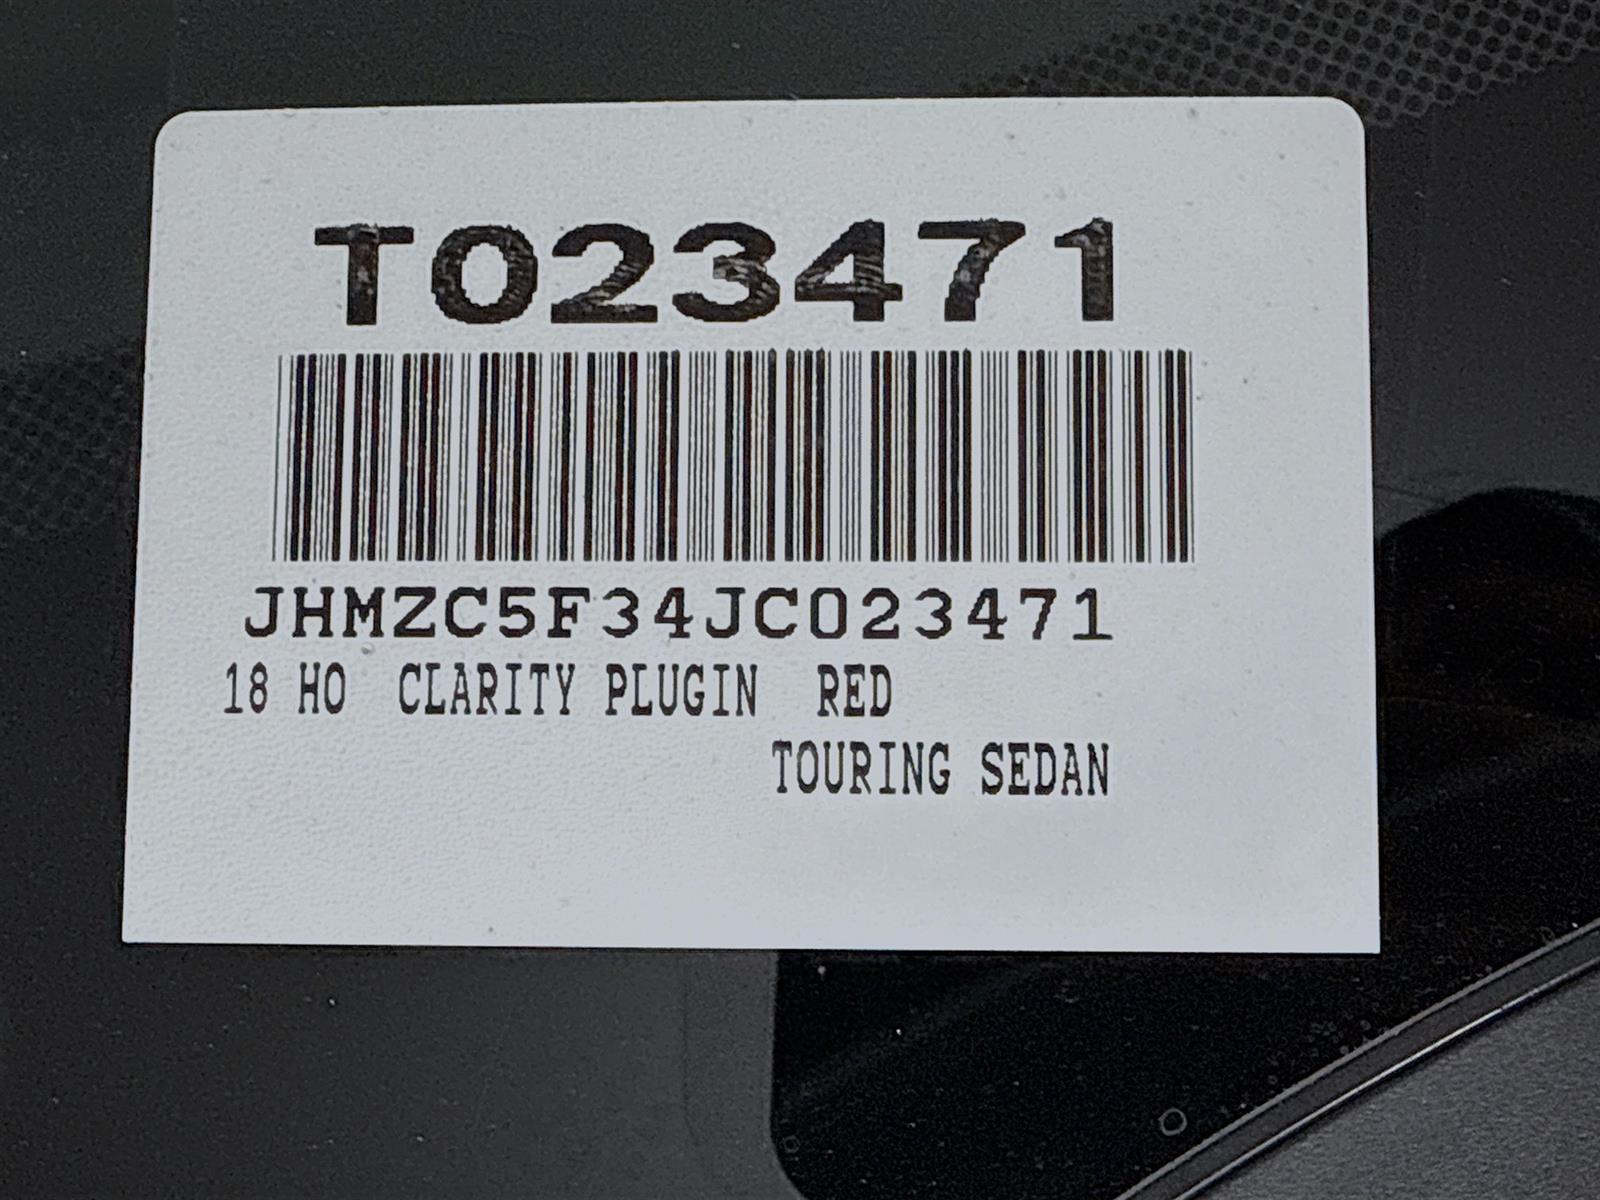 T023471
JHMZC5F34JC023471
18 HO CLARITY PLUGIN RED
TOURING SEDAN